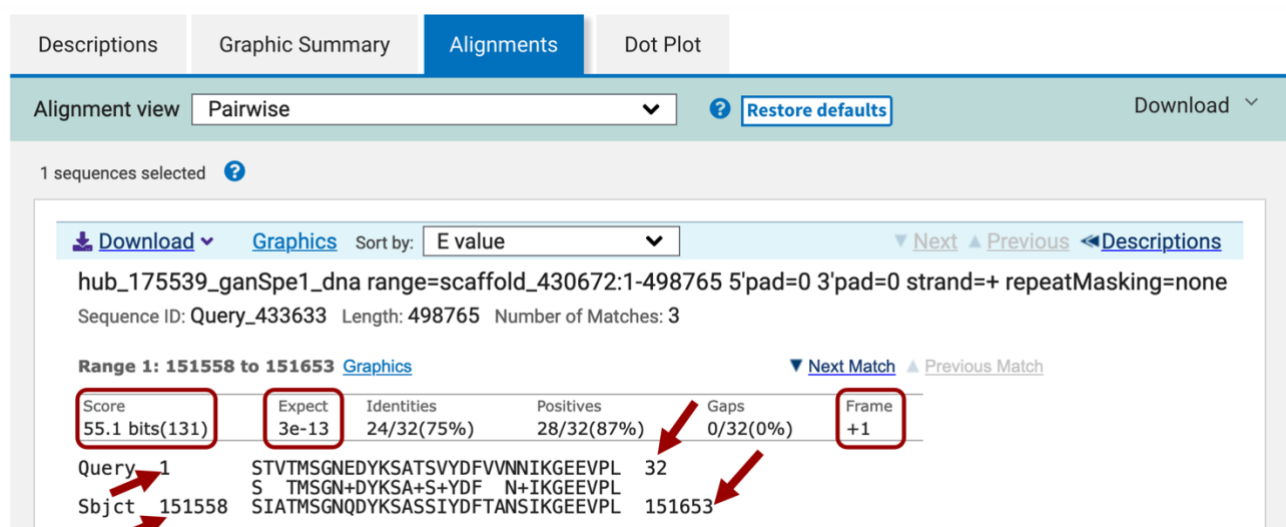 Descriptions Graphic Summary Alignments Dot Plot
Alignment view Pairwise ? Restore defaults Download
1 sequences selected ?
Download Graphics Sort by: E value Next Previous Descriptions
hub_175539_ganSpe1_dna range=scaffold_430672:1-498765 5'pad=0 3'pad=0 strand=+ repeatMasking=none
Sequence ID: Query_433633 Length: 498765 Number of Matches: 3
Range 1: 151558 to 151653 Graphics Next Match Previous Match
Score Expect Identities Positives Gaps Frame
55.1 bits(131) 3e-13 24/32(75%) 28/32(87%) 0/32(0%) +1
Query 1 STVTMSGNEDYKSATSVYDFVVNNIKGEEVPL 32
S  TMSGN+DYKSA+S+YDF  N+IKGEEVPL
Sbjct 151558 SIATMSGNQDYKSASSIYDFTANSIKGEEVPL 151653